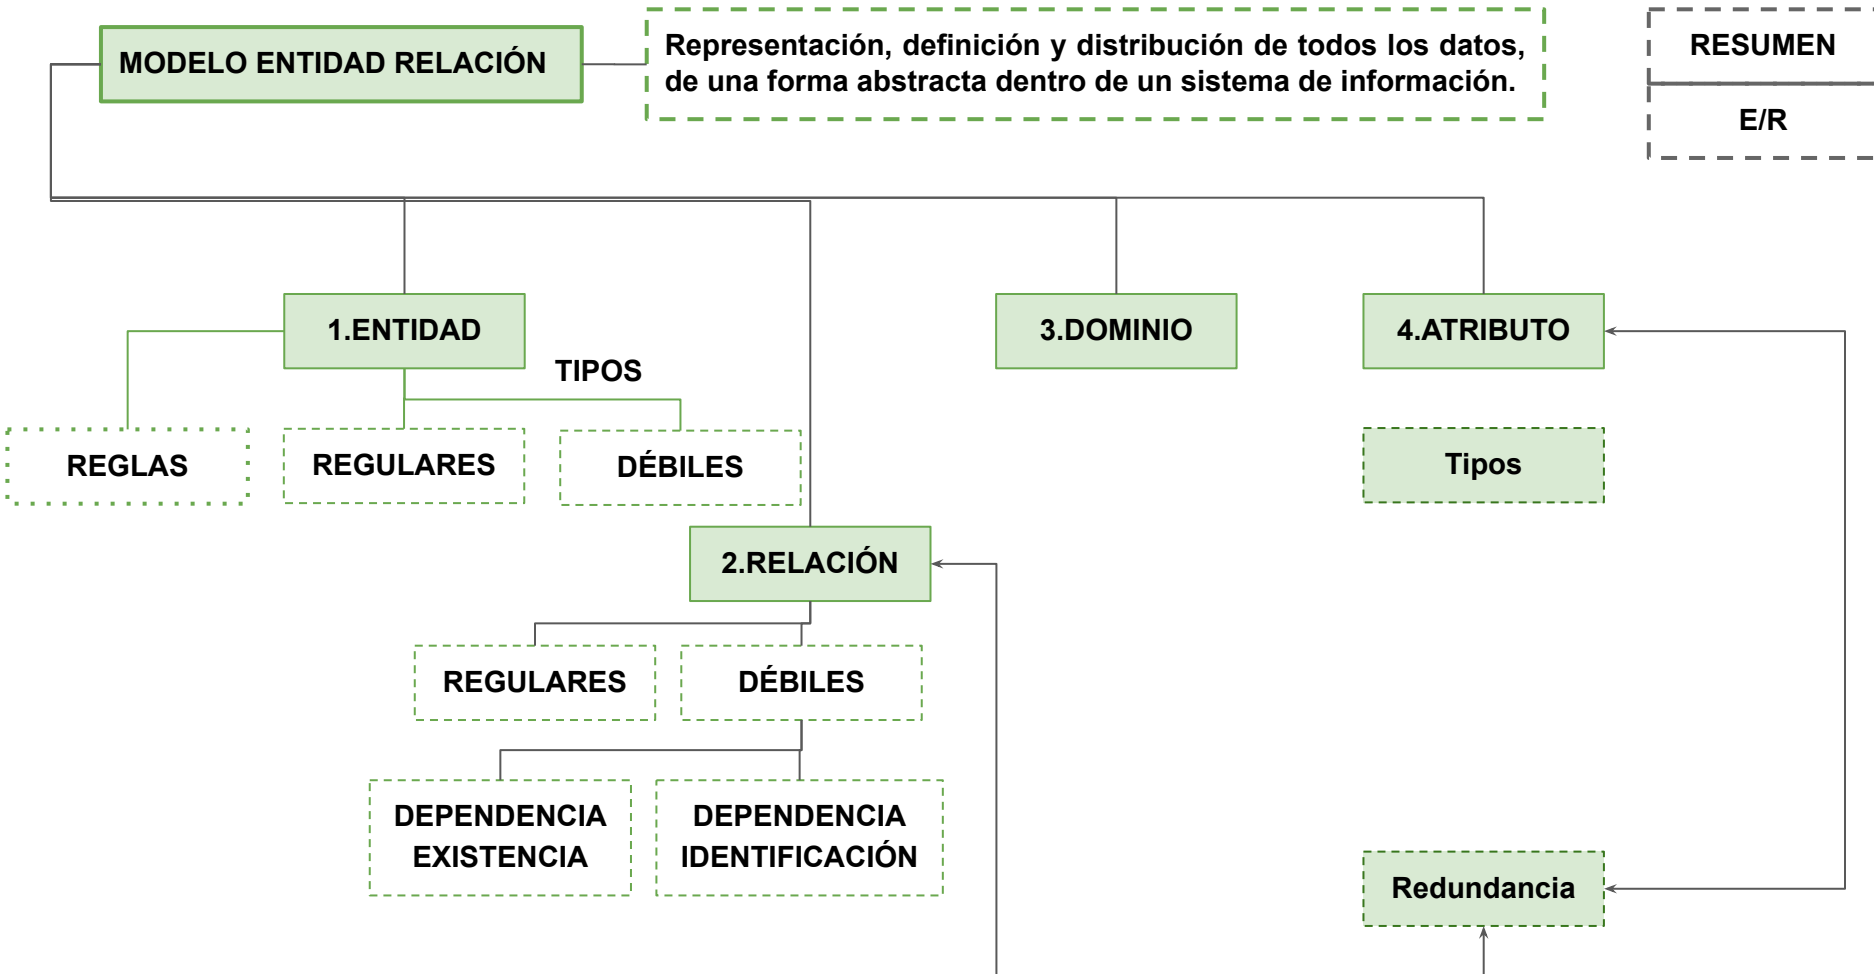 MODELO ENTIDAD RELACIÓN
Representación, definición y distribución de todos los datos,
de una forma abstracta dentro de un sistema de información.
RESUMEN
E/R
1.ENTIDAD
3.DOMINIO
4.ATRIBUTO
TIPOS
REGLAS
REGULARES
DÉBILES
Tipos
2.RELACIÓN
REGULARES
DÉBILES
DEPENDENCIA
EXISTENCIA
DEPENDENCIA
IDENTIFICACIÓN
Redundancia